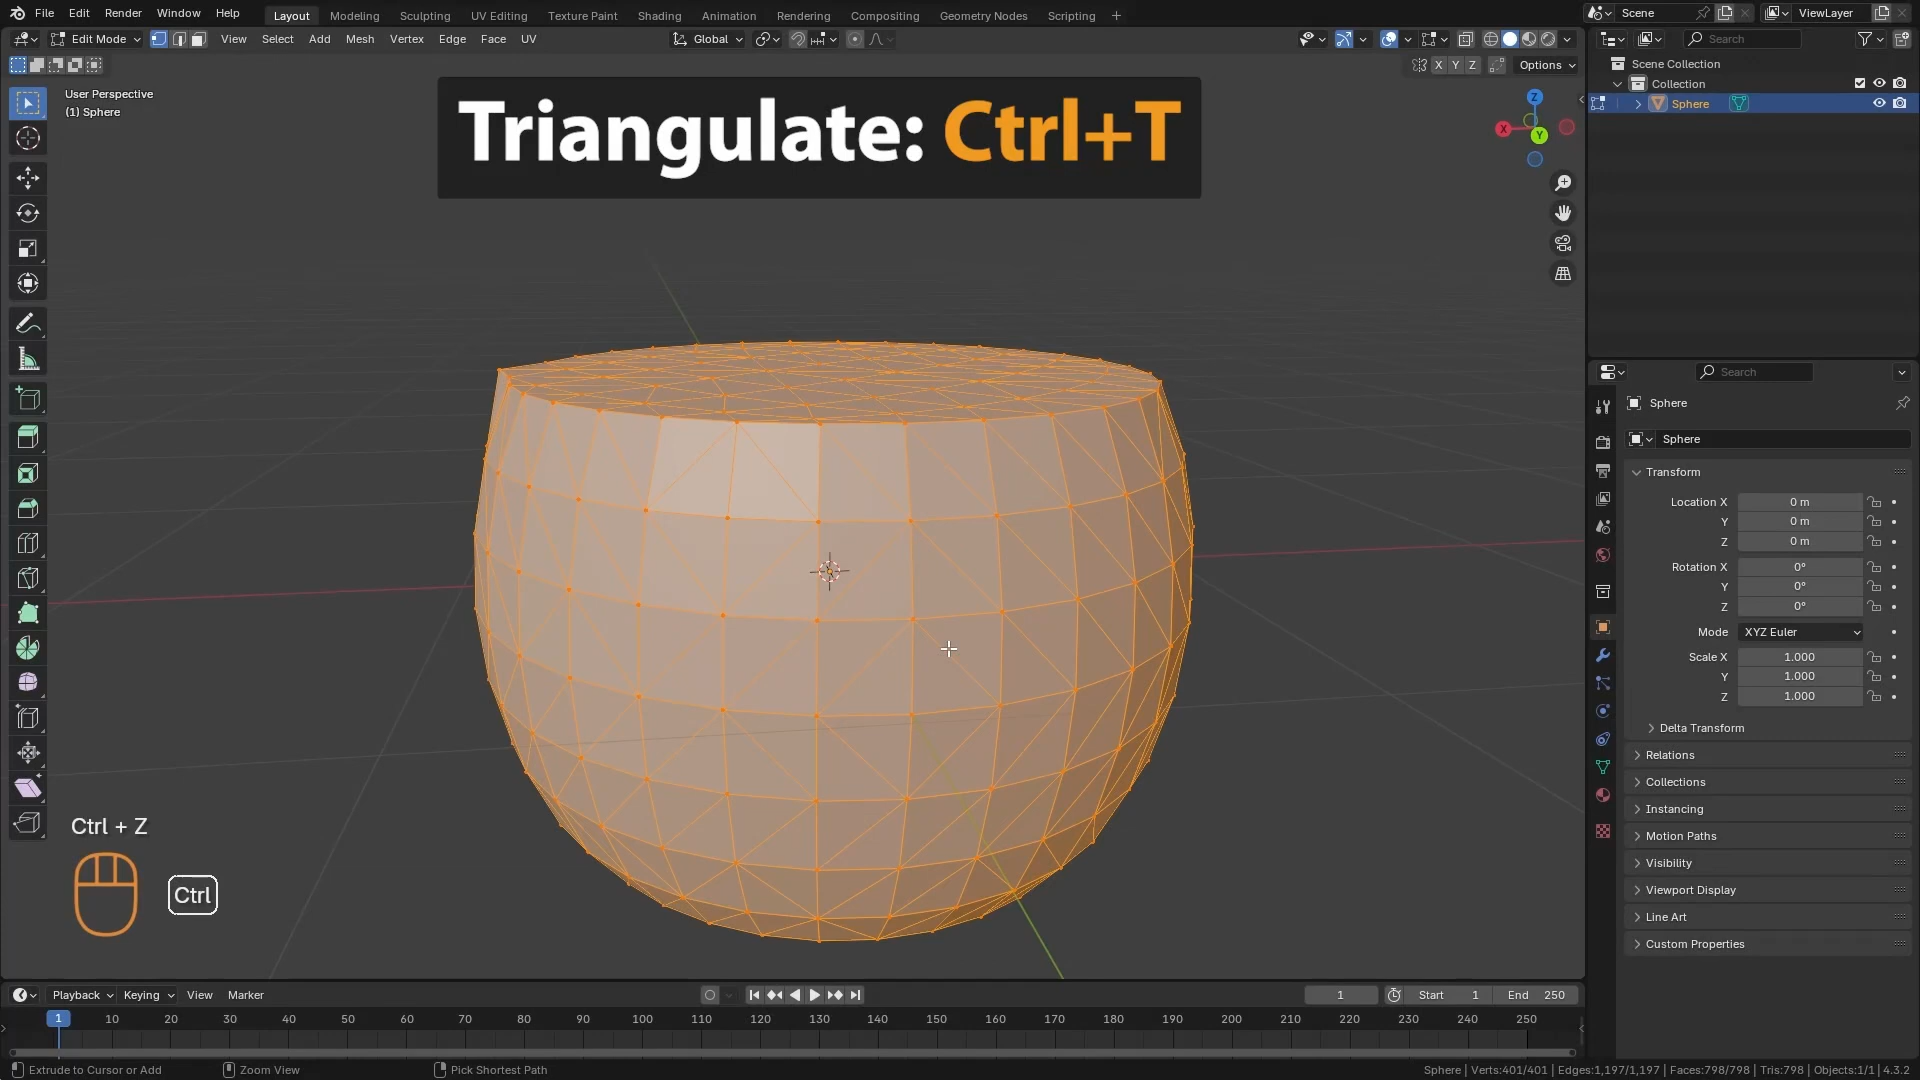 File Edit Render Window Help Layout Modeling Sculpting UV Editing Texture Paint Shading Animation Rendering Compositing Geometry Nodes Scripting + Scene ViewLayer
Edit Mode View Select Add Mesh Vertex Edge Face UV Global Search
X Y Z Options
User Perspective
(1) Sphere
Triangulate: Ctrl+T
Z
X
Y
Scene Collection
Collection
Sphere
Search
Sphere
Sphere
Transform
Location X 0 m
Y 0 m
Z 0 m
Rotation X 0°
Y 0°
Z 0°
Mode XYZ Euler
Scale X 1.000
Y 1.000
Z 1.000
Delta Transform
Relations
Collections
Instancing
Motion Paths
Visibility
Viewport Display
Line Art
Custom Properties
Ctrl + Z
Ctrl
Playback Keying View Marker 1 Start 1 End 250
1 10 20 30 40 50 60 70 80 90 100 110 120 130 140 150 160 170 180 190 200 210 220 230 240 250
Extrude to Cursor or Add Zoom View Pick Shortest Path Sphere | Verts:401/401 | Edges:1,197/1,197 | Faces:798/798 | Tris:798 | Objects:1/1 | 4.3.2